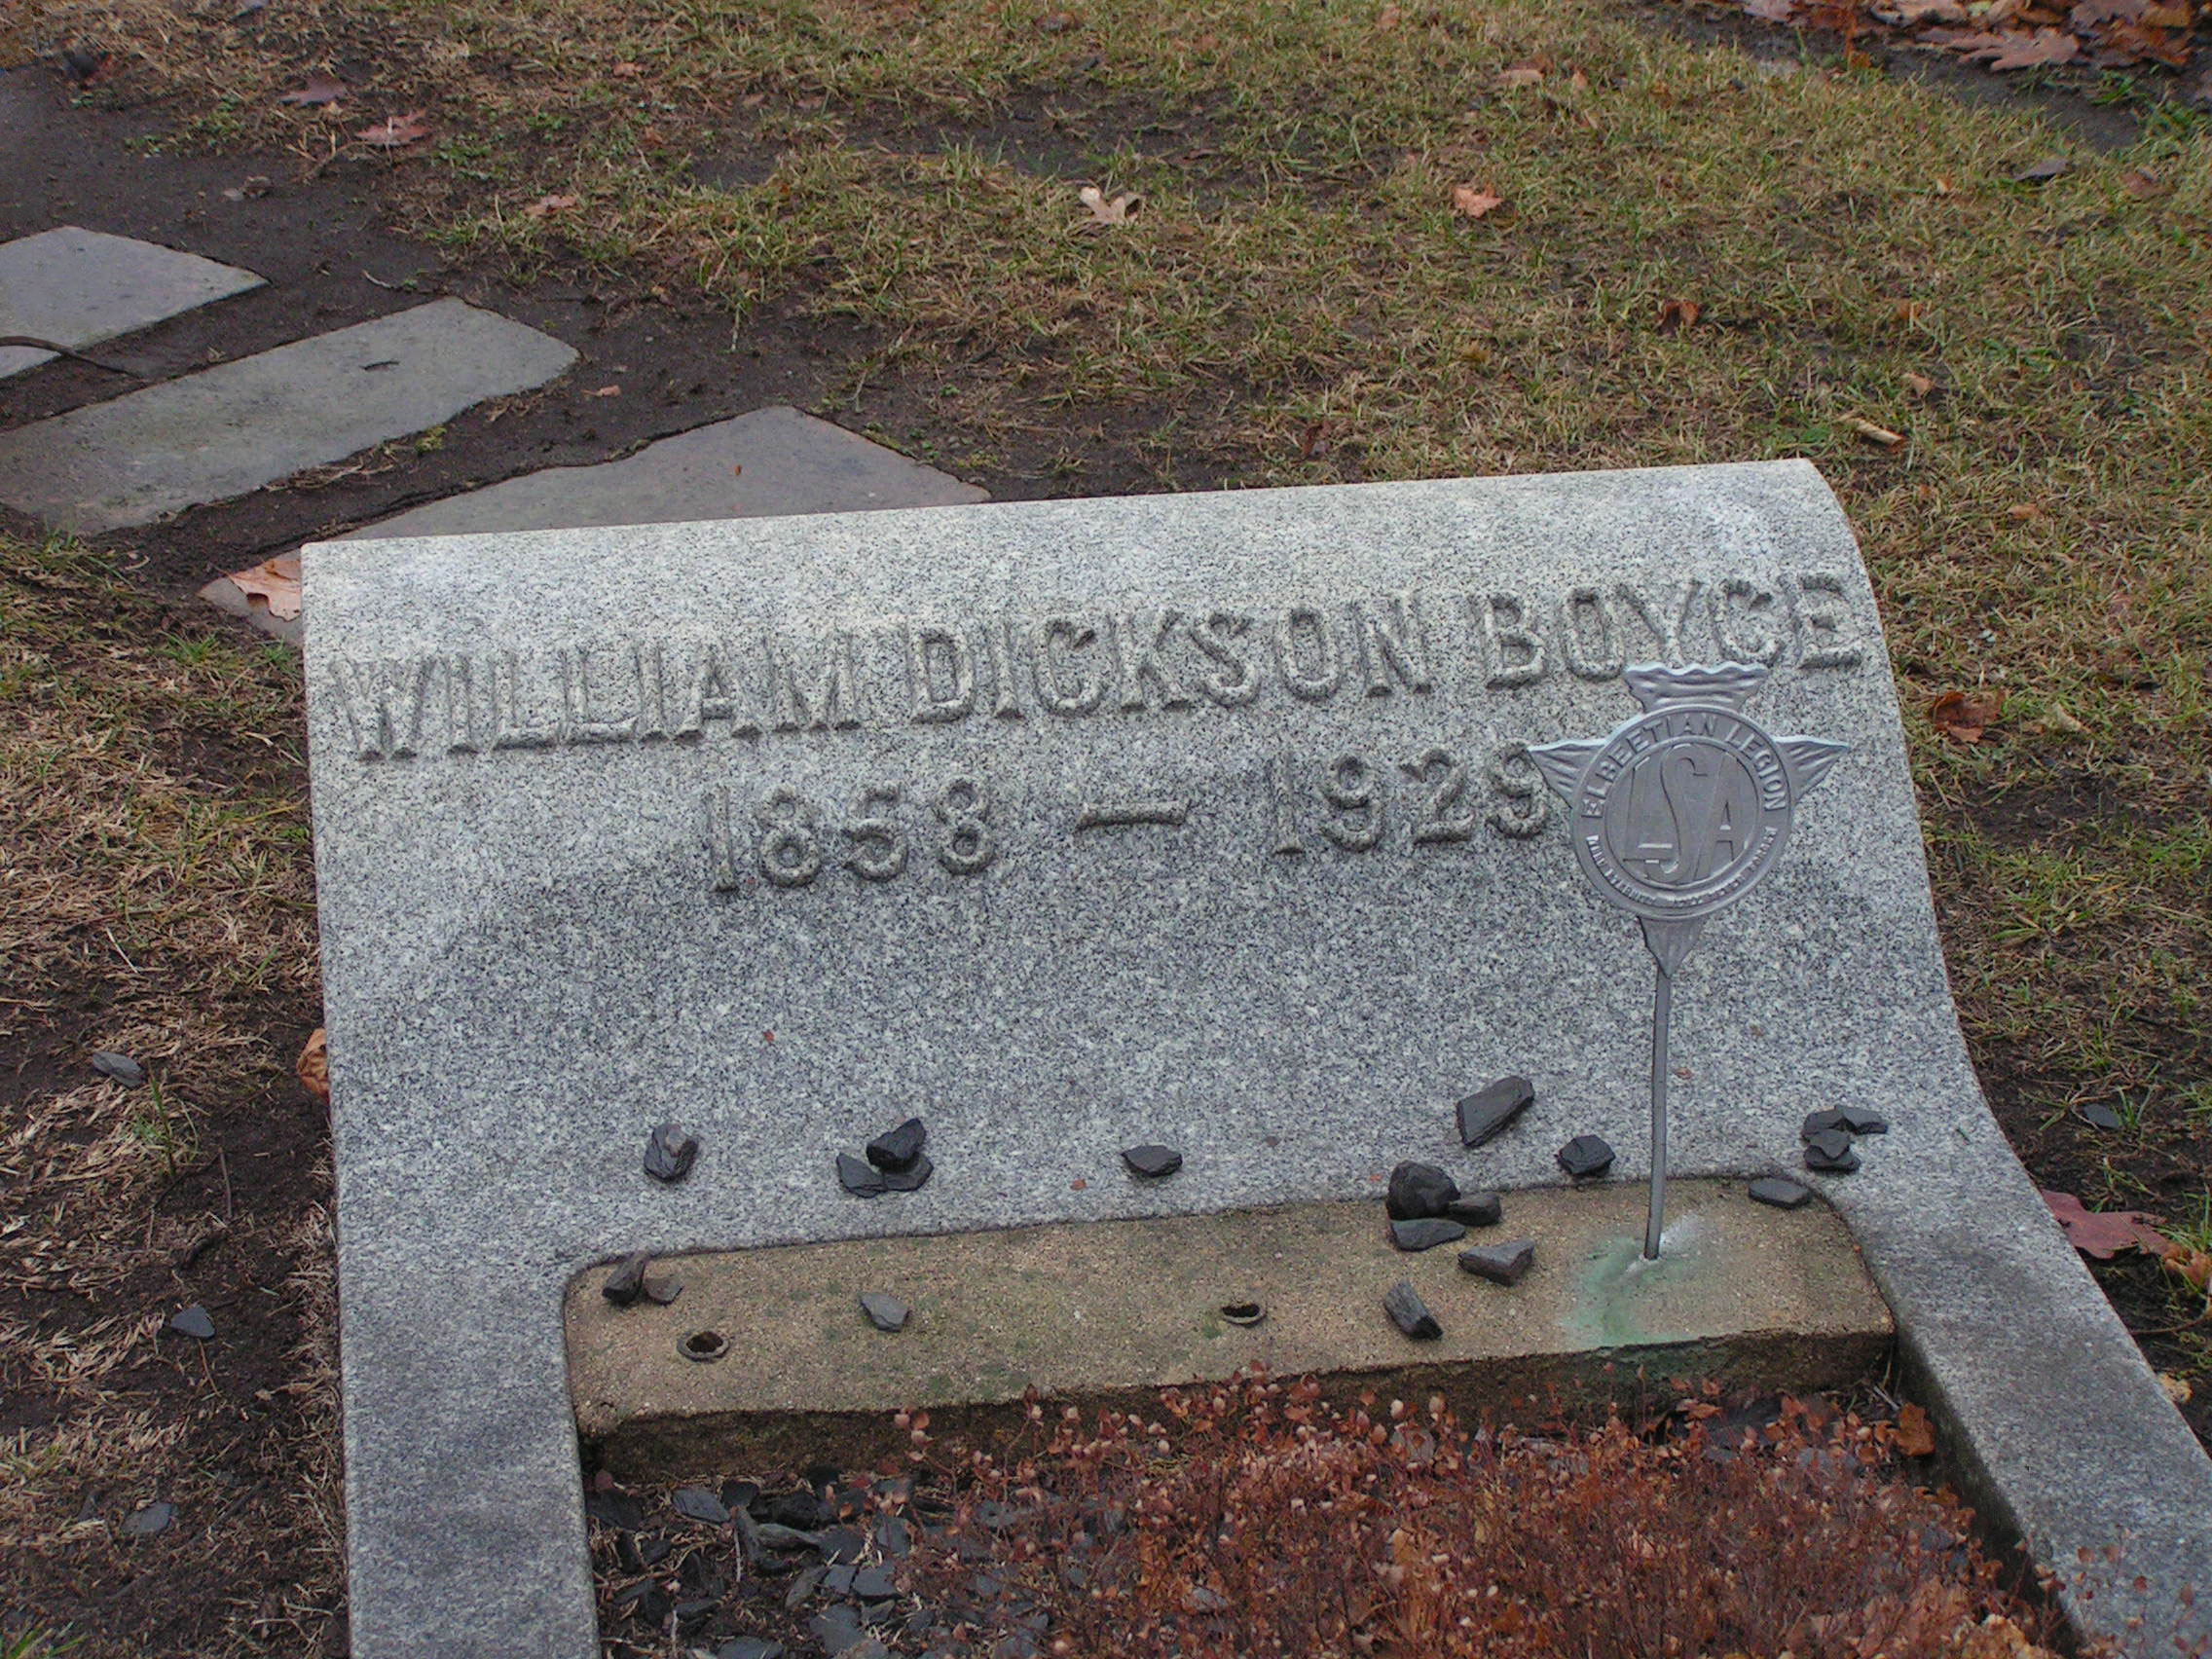 WILLIAM DICKSON BOYCE
1858 — 1929
ELBEETIAN LEGION
LSA